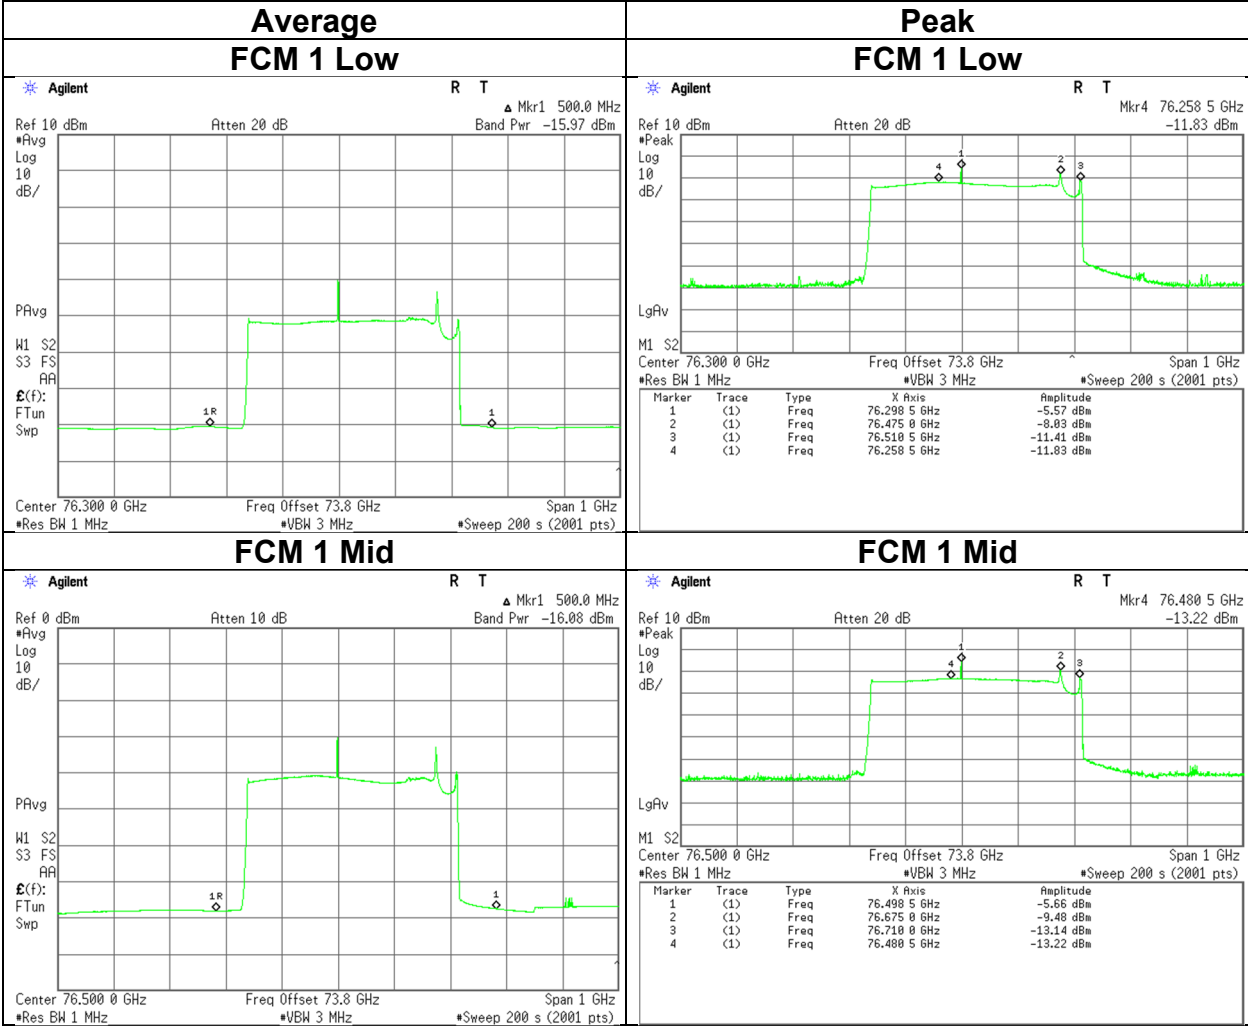 Average
Peak
FCM 1 Low
FCM 1 Low
Agilent
R T
Δ Mkr1 500.0 MHz
Ref 10 dBm Atten 20 dB Band Pwr -15.97 dBm
#Avg
Log
10
dB/
PAvg
W1 S2
S3 FS
AA
£(f):
FTun
Swp
1R
1
Center 76.300 0 GHz Freq Offset 73.8 GHz Span 1 GHz
#Res BW 1 MHz #VBW 3 MHz #Sweep 200 s (2001 pts)
Agilent
R T
Mkr4 76.258 5 GHz
Ref 10 dBm Atten 20 dB -11.83 dBm
#Peak
Log
10
dB/
1
2
3
4
LgAv
M1 S2
Center 76.300 0 GHz Freq Offset 73.8 GHz Span 1 GHz
#Res BW 1 MHz #VBW 3 MHz #Sweep 200 s (2001 pts)
Marker Trace Type X Axis Amplitude
1 (1) Freq 76.298 5 GHz -5.57 dBm
2 (1) Freq 76.475 0 GHz -8.03 dBm
3 (1) Freq 76.510 5 GHz -11.41 dBm
4 (1) Freq 76.258 5 GHz -11.83 dBm
FCM 1 Mid
FCM 1 Mid
Agilent
R T
Δ Mkr1 500.0 MHz
Ref 0 dBm Atten 10 dB Band Pwr -16.08 dBm
#Avg
Log
10
dB/
PAvg
W1 S2
S3 FS
AA
£(f):
FTun
Swp
1R
1
Center 76.500 0 GHz Freq Offset 73.8 GHz Span 1 GHz
#Res BW 1 MHz #VBW 3 MHz #Sweep 200 s (2001 pts)
Agilent
R T
Mkr4 76.480 5 GHz
Ref 10 dBm Atten 20 dB -13.22 dBm
#Peak
Log
10
dB/
1
2
3
4
LgAv
M1 S2
Center 76.500 0 GHz Freq Offset 73.8 GHz Span 1 GHz
#Res BW 1 MHz #VBW 3 MHz #Sweep 200 s (2001 pts)
Marker Trace Type X Axis Amplitude
1 (1) Freq 76.498 5 GHz -5.66 dBm
2 (1) Freq 76.675 0 GHz -9.48 dBm
3 (1) Freq 76.710 0 GHz -13.14 dBm
4 (1) Freq 76.480 5 GHz -13.22 dBm